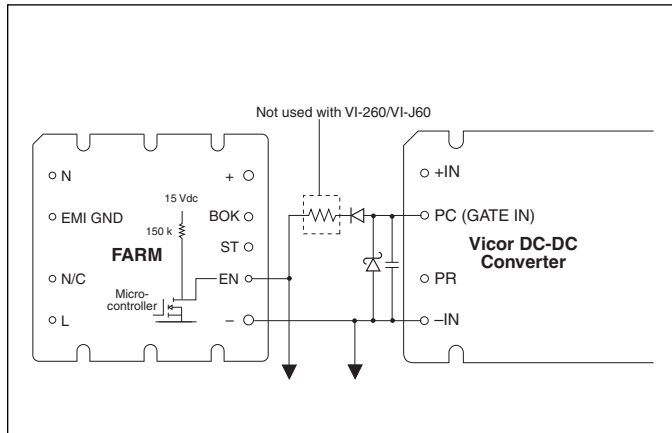 Not used with VI-260/VI-J60
N
EMI GND
N/C
L
15 Vdc
150 k
FARM
Micro-
controller
+
BOK
ST
EN
–
+IN
PC (GATE IN)
Vicor DC-DC
Converter
PR
–IN